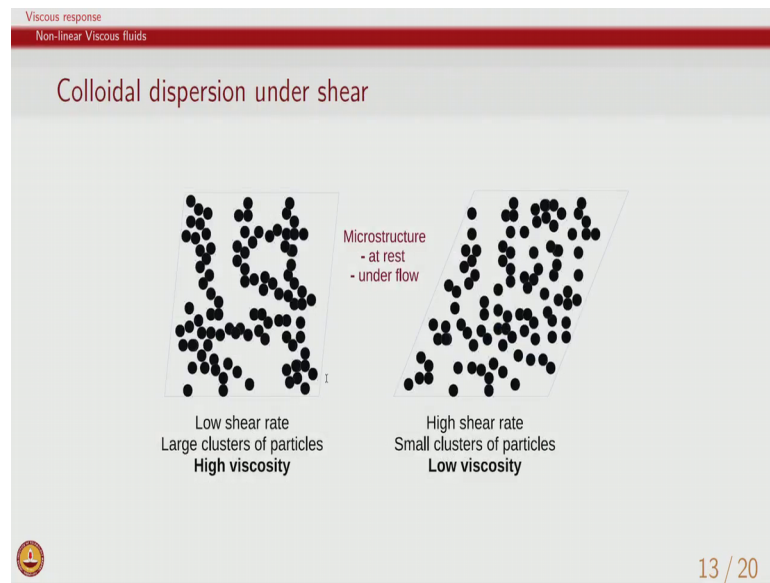 Viscous response
Non-linear Viscous fluids
Colloidal dispersion under shear
Microstructure
- at rest
- under flow
Low shear rate
Large clusters of particles
High viscosity
High shear rate
Small clusters of particles
Low viscosity
13 / 20